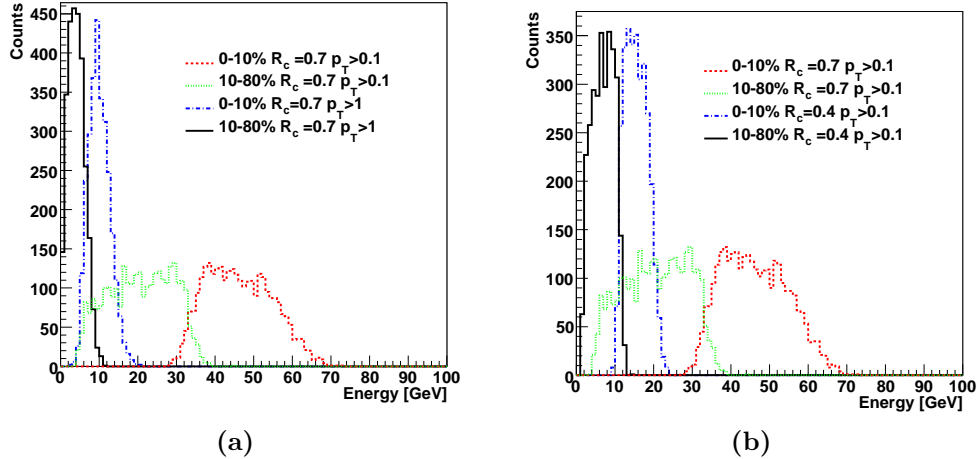 Counts
450
400
350
300
250
200
150
100
50
0
0-10% R_c =0.7 p_T>0.1
10-80% R_c =0.7 p_T>0.1
0-10% R_c=0.7 p_T>1
10-80% R_c =0.7 p_T>1
0 10 20 30 40 50 60 70 80 90 100
Energy [GeV]
(a)
Counts
350
300
250
200
150
100
50
0
0-10% R_c =0.7 p_T>0.1
10-80% R_c =0.7 p_T>0.1
0-10% R_c=0.4 p_T>0.1
10-80% R_c =0.4 p_T>0.1
0 10 20 30 40 50 60 70 80 90 100
Energy [GeV]
(b)